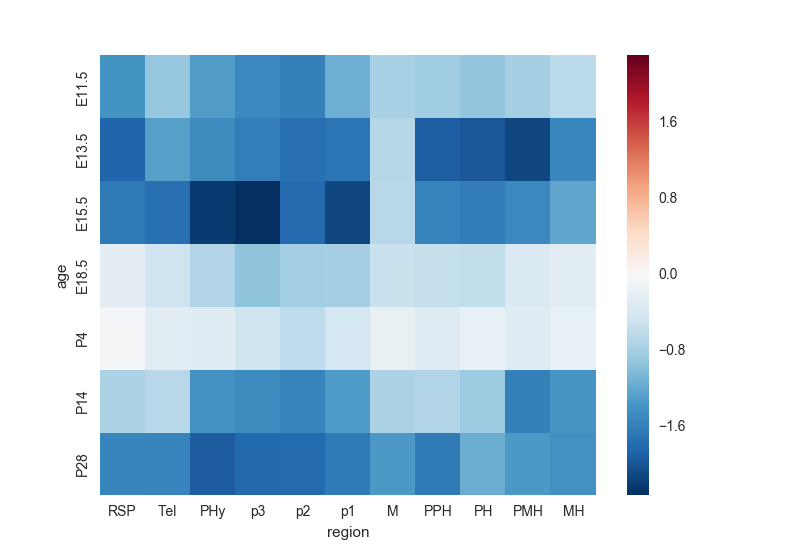 E11.5
E13.5
E15.5
E18.5
P4
P14
P28
age
RSP Tel PHy p3 p2 p1 M PPH PH PMH MH
region
1.6
0.8
0.0
−0.8
−1.6